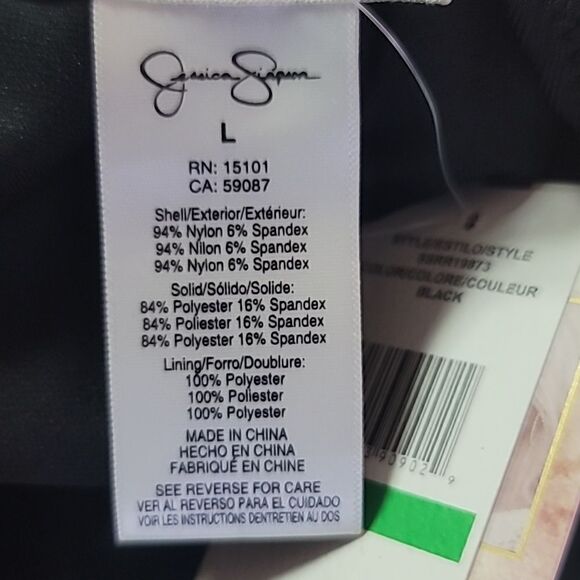 Jessica Simpson
L
RN: 15101
CA: 59087
Shell/Exterior/Extérieur:
94% Nylon 6% Spandex
94% Nilon 6% Spandex
94% Nylon 6% Spandex
Solid/Sólido/Solide:
84% Polyester 16% Spandex
84% Poliester 16% Spandex
84% Polyester 16% Spandex
Lining/Forro/Doublure:
100% Polyester
100% Poliester
100% Polyester
MADE IN CHINA
HECHO EN CHINA
FABRIQUÉ EN CHINE
SEE REVERSE FOR CARE
VER AL REVERSO PARA EL CUIDADO
VOIR LES INSTRUCTIONS D'ENTRETIEN AU DOS
STYLE/ESTILO/STYLE
COLOR/COLORE/COULEUR
BLACK